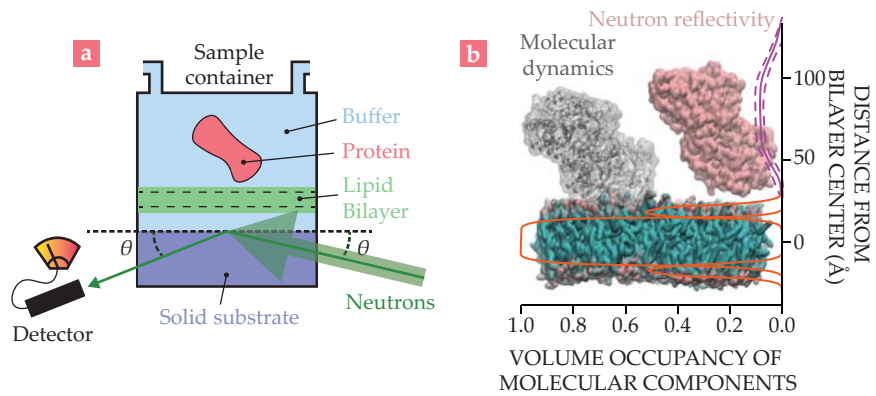 a
Sample
container
Buffer
Protein
Lipid
Bilayer
θ
θ
Neutrons
Detector
Solid substrate
b
Neutron reflectivity
Molecular
dynamics
100
50
0
DISTANCE FROM
BILAYER CENTER (Å)
1.0 0.8 0.6 0.4 0.2 0.0
VOLUME OCCUPANCY OF
MOLECULAR COMPONENTS